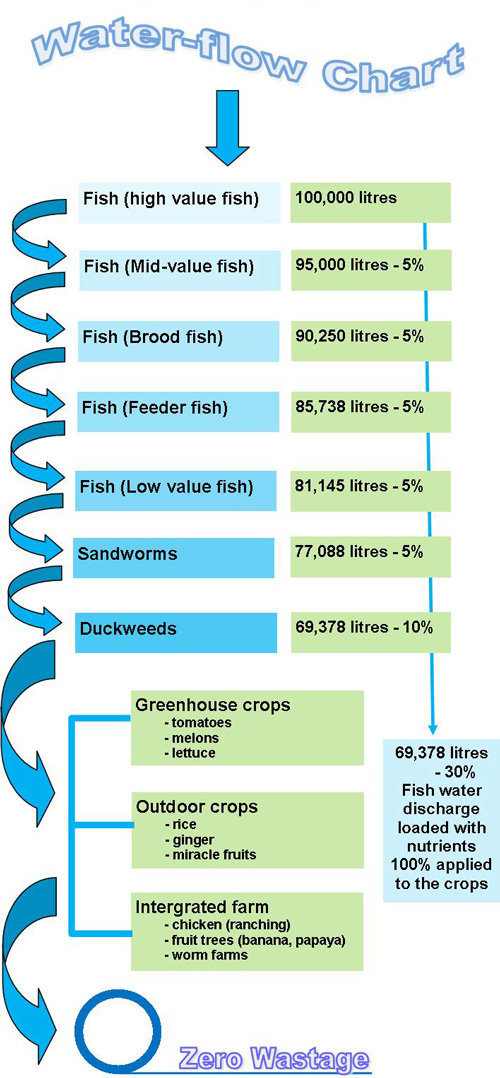 Water-flow Chart
Fish (high value fish) 100,000 litres
Fish (Mid-value fish) 95,000 litres - 5%
Fish (Brood fish) 90,250 litres - 5%
Fish (Feeder fish) 85,738 litres - 5%
Fish (Low value fish) 81,145 litres - 5%
Sandworms 77,088 litres - 5%
Duckweeds 69,378 litres - 10%
Greenhouse crops
- tomatoes
- melons
- lettuce
69,378 litres
- 30%
Fish water
discharge
loaded with
nutrients
100% applied
to the crops
Outdoor crops
- rice
- ginger
- miracle fruits
Intergrated farm
- chicken (ranching)
- fruit trees (banana, papaya)
- worm farms
Zero Wastage